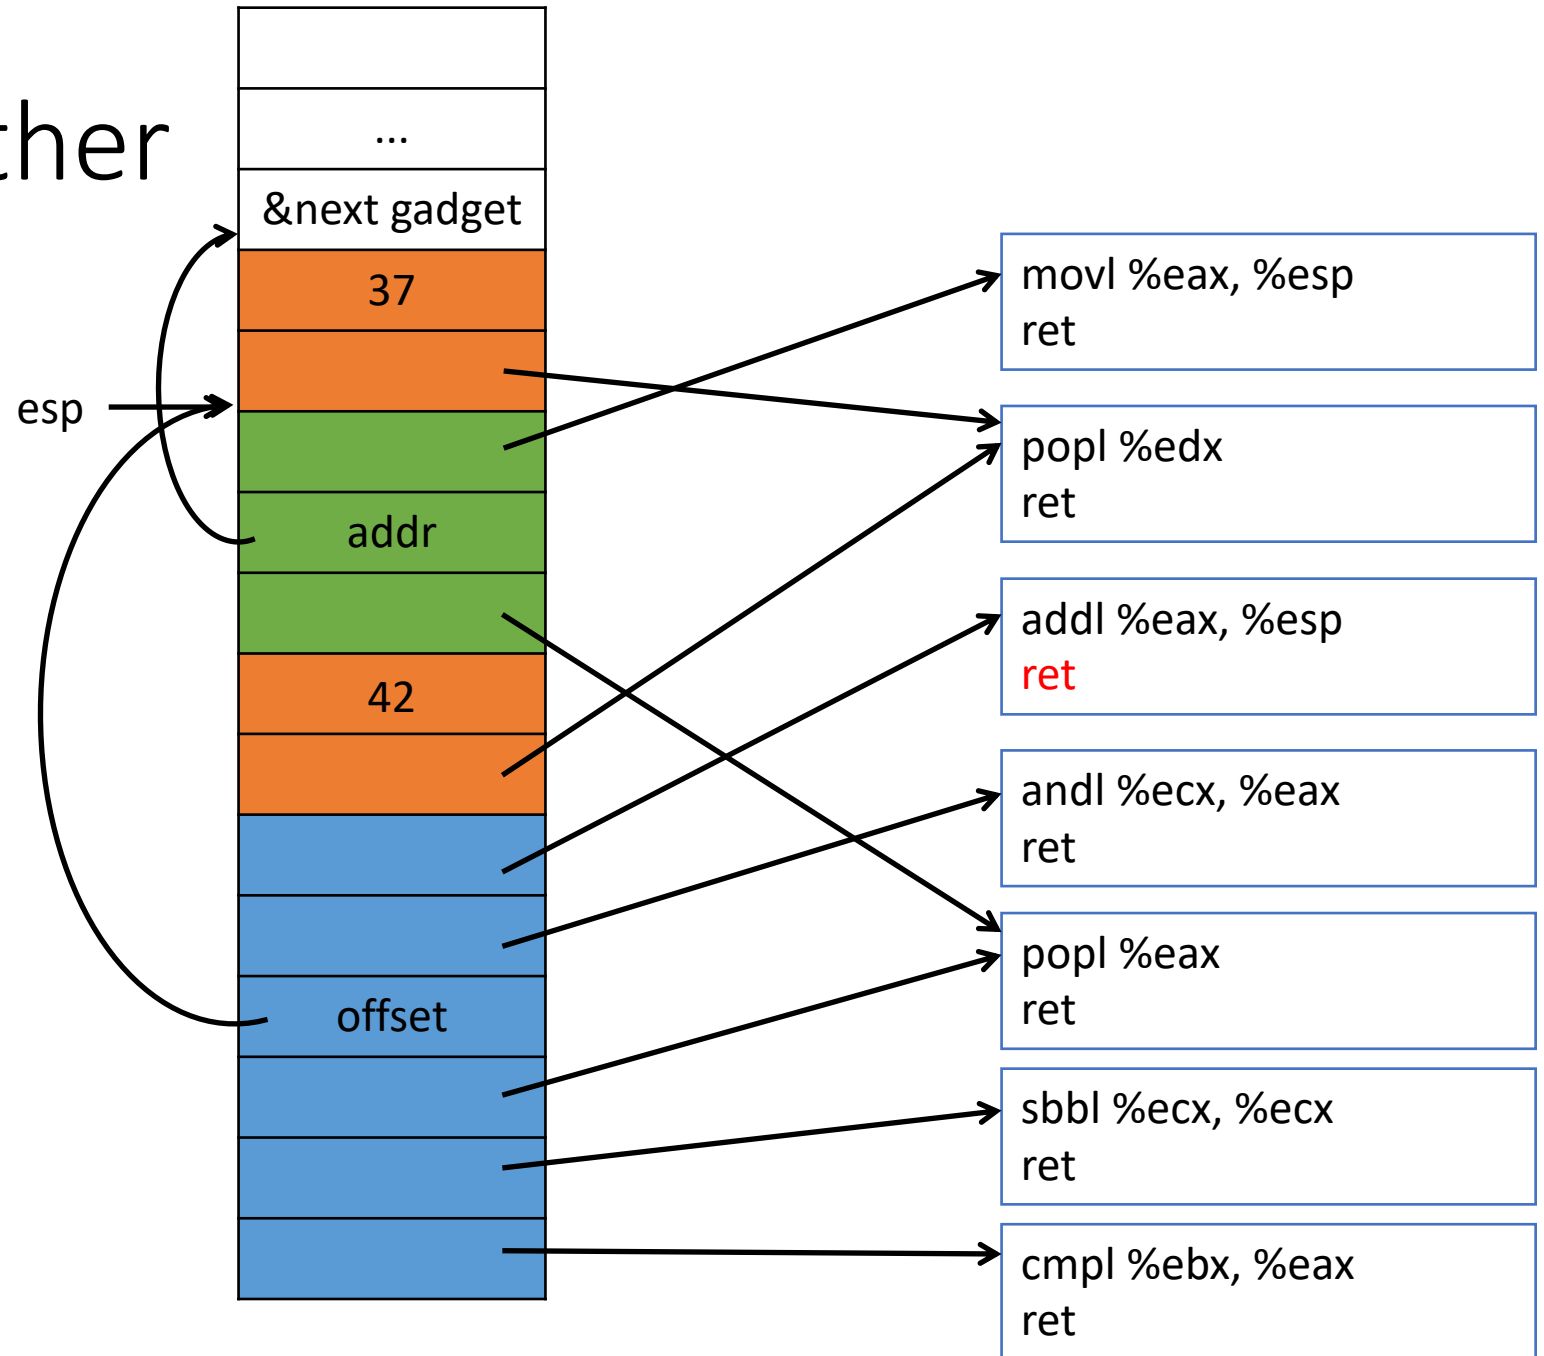 ther
...
&next gadget
37
esp
addr
42
offset
movl %eax, %esp
ret
popl %edx
ret
addl %eax, %esp
ret
andl %ecx, %eax
ret
popl %eax
ret
sbbl %ecx, %ecx
ret
cmpl %ebx, %eax
ret